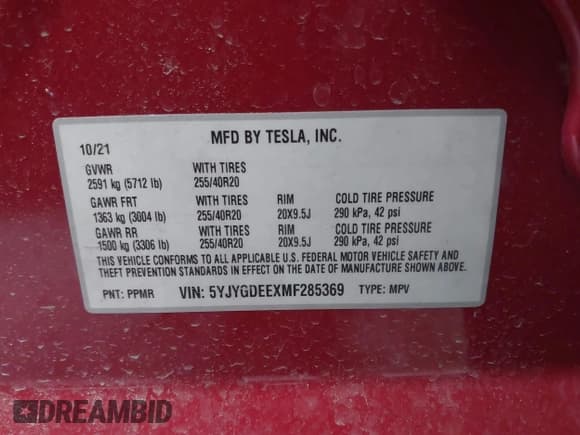 MFD BY TESLA, INC.
10/21
GVWR WITH TIRES
2591 kg (5712 lb) 255/40R20
GAWR FRT WITH TIRES RIM COLD TIRE PRESSURE
1363 kg (3004 lb) 255/40R20 20X9.5J 290 kPa, 42 psi
GAWR RR WITH TIRES RIM COLD TIRE PRESSURE
1500 kg (3306 lb) 255/40R20 20X9.5J 290 kPa, 42 psi
THIS VEHICLE CONFORMS TO ALL APPLICABLE U.S. FEDERAL MOTOR VEHICLE SAFETY AND
THEFT PREVENTION STANDARDS IN EFFECT ON THE DATE OF MANUFACTURE SHOWN ABOVE.
PNT: PPMR VIN: 5YJYGDEEXMF285369 TYPE: MPV
DREAMBID